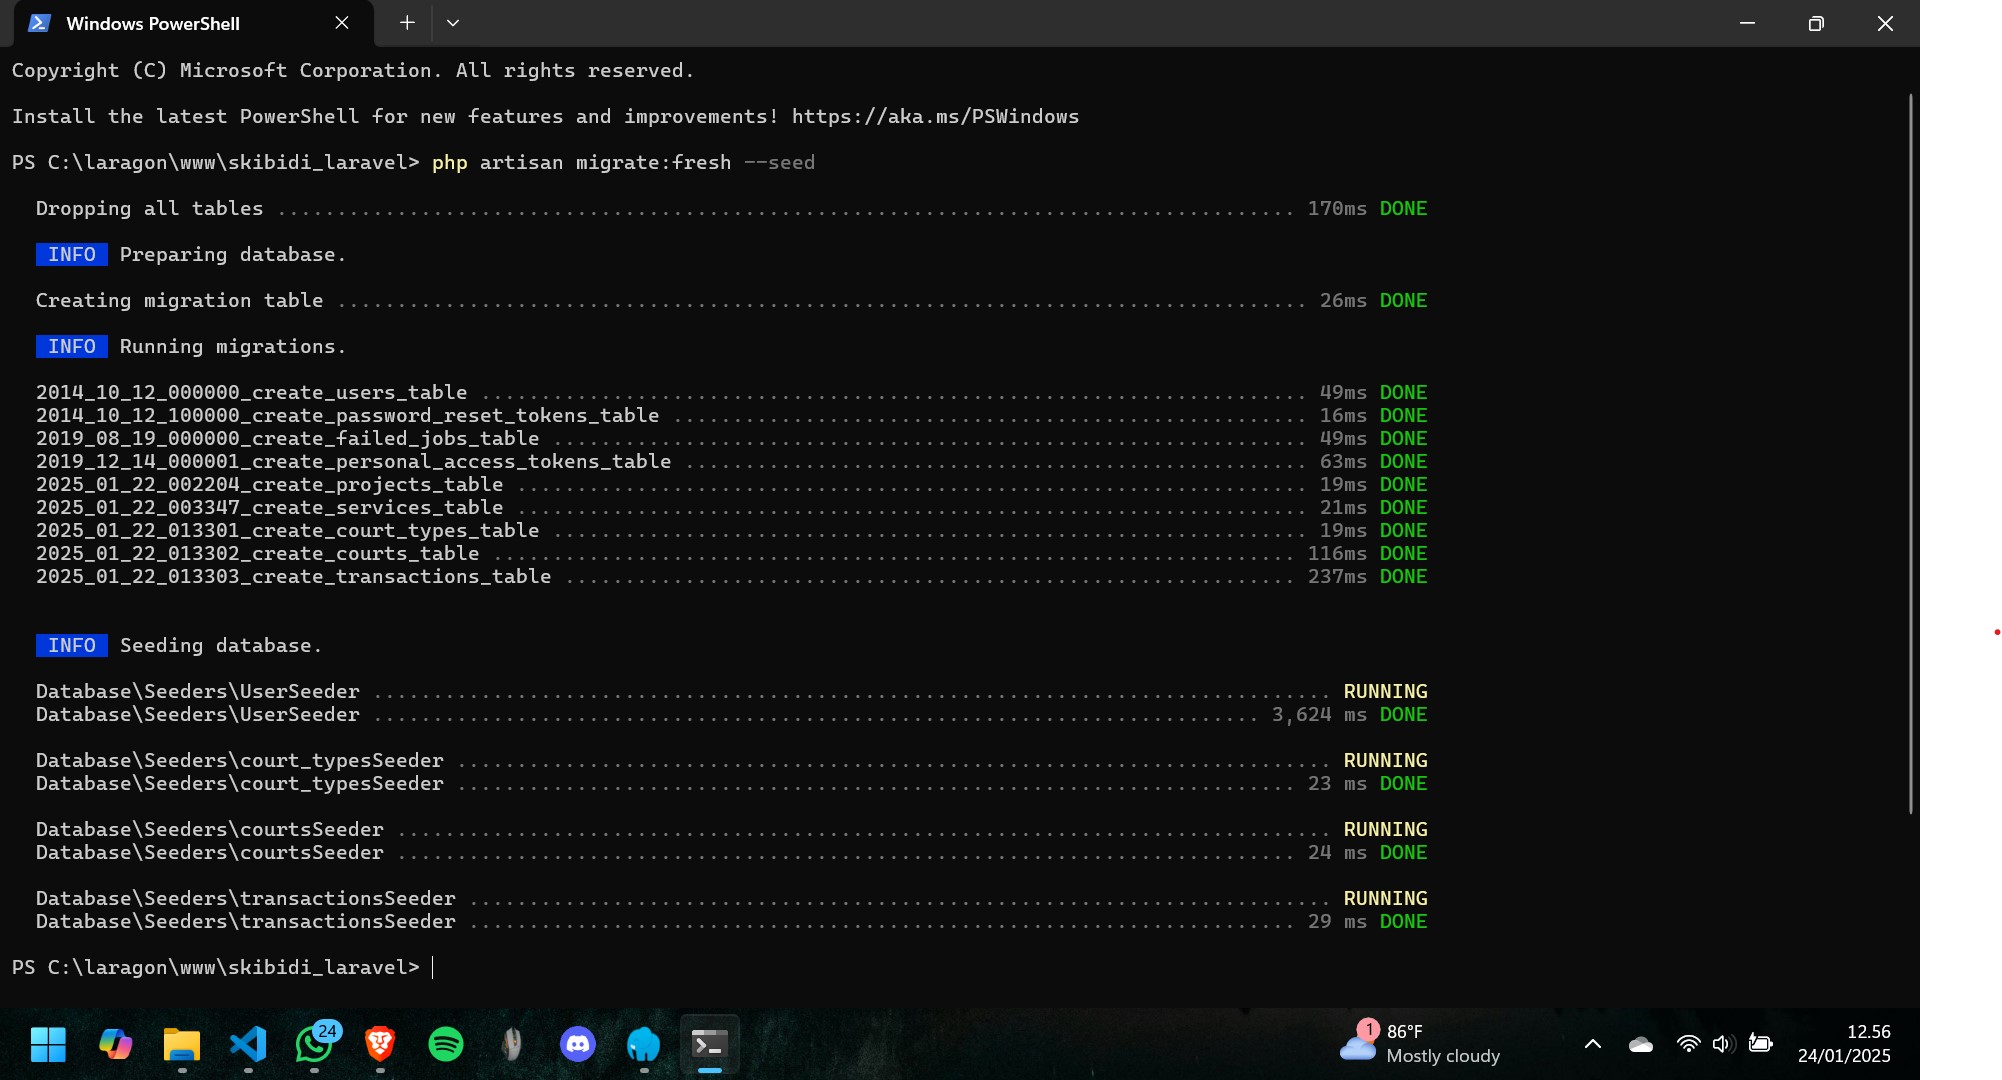 Windows PowerShell
Copyright (C) Microsoft Corporation. All rights reserved.
Install the latest PowerShell for new features and improvements! https://aka.ms/PSWindows
PS C:\laragon\www\skibidi_laravel> php artisan migrate:fresh --seed
Dropping all tables ..................................................................................... 170ms DONE
INFO Preparing database.
Creating migration table ................................................................................. 26ms DONE
INFO Running migrations.
2014_10_12_000000_create_users_table ..................................................................... 49ms DONE
2014_10_12_100000_create_password_reset_tokens_table ..................................................... 16ms DONE
2019_08_19_000000_create_failed_jobs_table ............................................................... 49ms DONE
2019_12_14_000001_create_personal_access_tokens_table .................................................... 63ms DONE
2025_01_22_002204_create_projects_table .................................................................. 19ms DONE
2025_01_22_003347_create_services_table .................................................................. 21ms DONE
2025_01_22_013301_create_court_types_table ............................................................... 19ms DONE
2025_01_22_013302_create_courts_table ................................................................... 116ms DONE
2025_01_22_013303_create_transactions_table ............................................................. 237ms DONE
INFO Seeding database.
Database\Seeders\UserSeeder ................................................................................ RUNNING
Database\Seeders\UserSeeder .......................................................................... 3,624 ms DONE
Database\Seeders\court_typesSeeder ......................................................................... RUNNING
Database\Seeders\court_typesSeeder ...................................................................... 23 ms DONE
Database\Seeders\courtsSeeder .............................................................................. RUNNING
Database\Seeders\courtsSeeder ........................................................................... 24 ms DONE
Database\Seeders\transactionsSeeder ........................................................................ RUNNING
Database\Seeders\transactionsSeeder ..................................................................... 29 ms DONE
PS C:\laragon\www\skibidi_laravel>
24
1
86°F
Mostly cloudy
12.56
24/01/2025